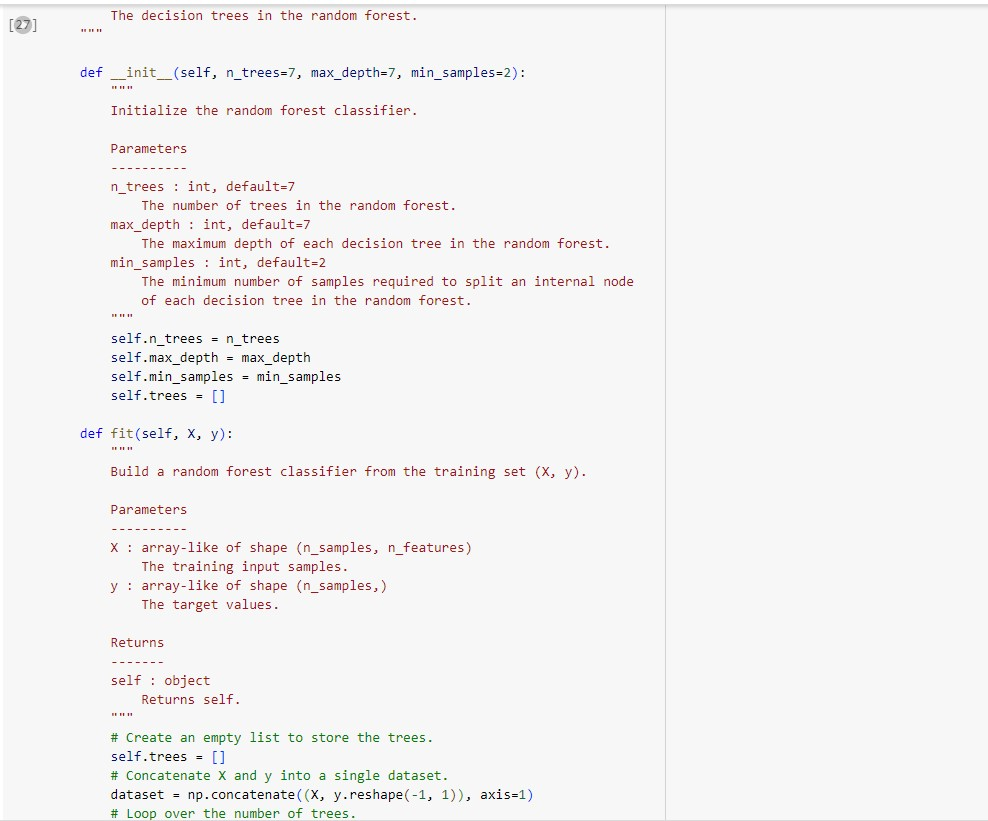 The decision trees in the random forest.
[27]
"""
def __init__(self, n_trees=7, max_depth=7, min_samples=2):
"""
Initialize the random forest classifier.
Parameters
----------
n_trees : int, default=7
The number of trees in the random forest.
max_depth : int, default=7
The maximum depth of each decision tree in the random forest.
min_samples : int, default=2
The minimum number of samples required to split an internal node
of each decision tree in the random forest.
"""
self.n_trees = n_trees
self.max_depth = max_depth
self.min_samples = min_samples
self.trees = []
def fit(self, X, y):
"""
Build a random forest classifier from the training set (X, y).
Parameters
----------
X : array-like of shape (n_samples, n_features)
The training input samples.
y : array-like of shape (n_samples,)
The target values.
Returns
-------
self : object
Returns self.
"""
# Create an empty list to store the trees.
self.trees = []
# Concatenate X and y into a single dataset.
dataset = np.concatenate((X, y.reshape(-1, 1)), axis=1)
# Loop over the number of trees.